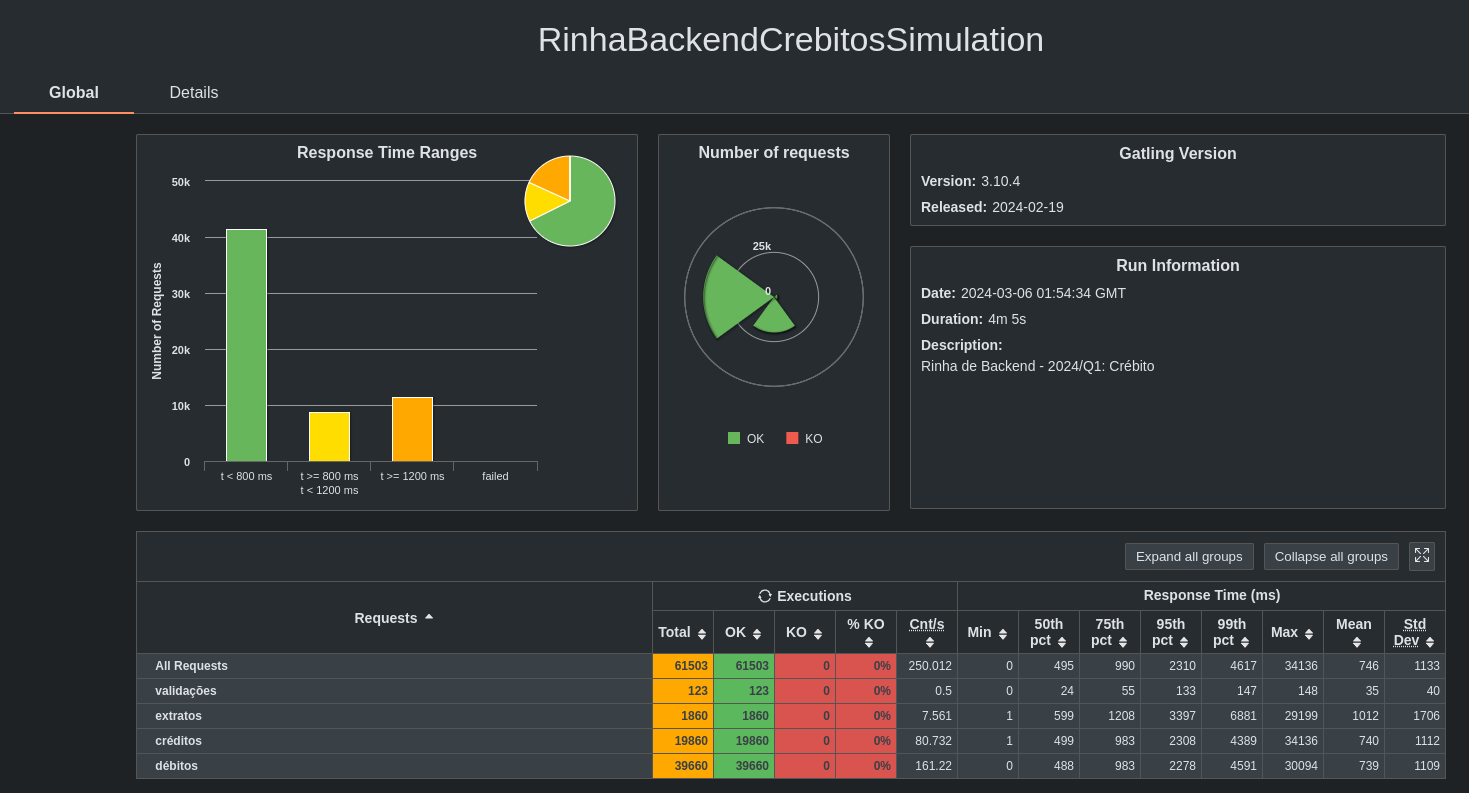 RinhaBackendCrebitosSimulation
Global Details
Response Time Ranges
Number of Requests
50k
40k
30k
20k
10k
0
t < 800 ms
t >= 800 ms
t < 1200 ms
t >= 1200 ms
failed
Number of requests
25k
0
OK KO
Gatling Version
Version: 3.10.4
Released: 2024-02-19
Run Information
Date: 2024-03-06 01:54:34 GMT
Duration: 4m 5s
Description:
Rinha de Backend - 2024/Q1: Crébito
Expand all groups Collapse all groups
Requests Executions Response Time (ms)
Total OK KO % KO Cnt/s Min 50th pct 75th pct 95th pct 99th pct Max Mean Std Dev
All Requests 61503 61503 0 0% 250.012 0 495 990 2310 4617 34136 746 1133
validações 123 123 0 0% 0.5 0 24 55 133 147 148 35 40
extratos 1860 1860 0 0% 7.561 1 599 1208 3397 6881 29199 1012 1706
créditos 19860 19860 0 0% 80.732 1 499 983 2308 4389 34136 740 1112
débitos 39660 39660 0 0% 161.22 0 488 983 2278 4591 30094 739 1109